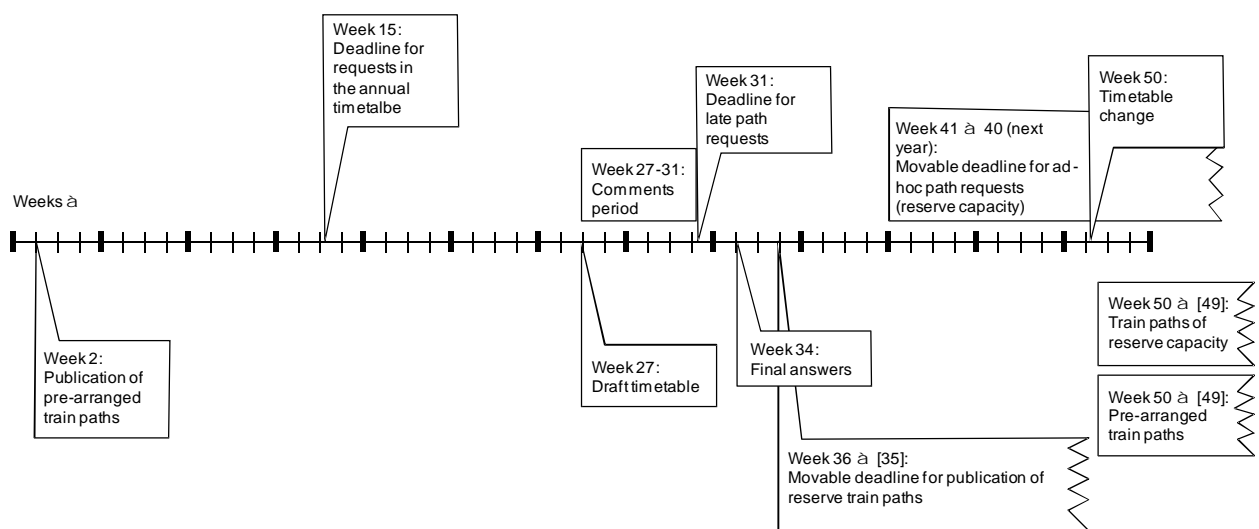 Week 15:
Deadline for
requests in
the annual
timetalbe
Week 31:
Deadline for
late path
requests
Week 50:
Timetable
change
Week 41 à 40 (next
year):
Movable deadline for ad-
hoc path requests
(reserve capacity)
Week 27-31:
Comments
period
Weeks à
Week 2:
Publication of
pre-arranged
train paths
Week 27:
Draft timetable
Week 34:
Final answers
Week 50 à [49]:
Train paths of
reserve capacity
Week 50 à [49]:
Pre-arranged
train paths
Week 36 à [35]:
Movable deadline for publication of
reserve train paths